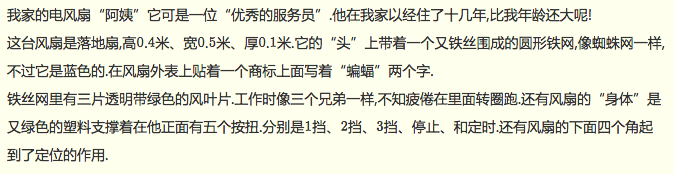 我家的电风扇“阿姨”它可是一位“优秀的服务员”.他在我家以经住了十几年,比我年龄还大呢!
这台风扇是落地扇,高0.4米、宽0.5米、厚0.1米.它的“头”上带着一个又铁丝围成的圆形铁网,像蜘蛛网一样,
不过它是蓝色的.在风扇外表上贴着一个商标上面写着“蝙蝠”两个字.
铁丝网里有三片透明带绿色的风叶片.工作时像三个兄弟一样,不知疲倦在里面转圈跑.还有风扇的“身体”是
又绿色的塑料支撑着在他正面有五个按扭.分别是1挡、2挡、3挡、停止、和定时.还有风扇的下面四个角起
到了定位的作用.